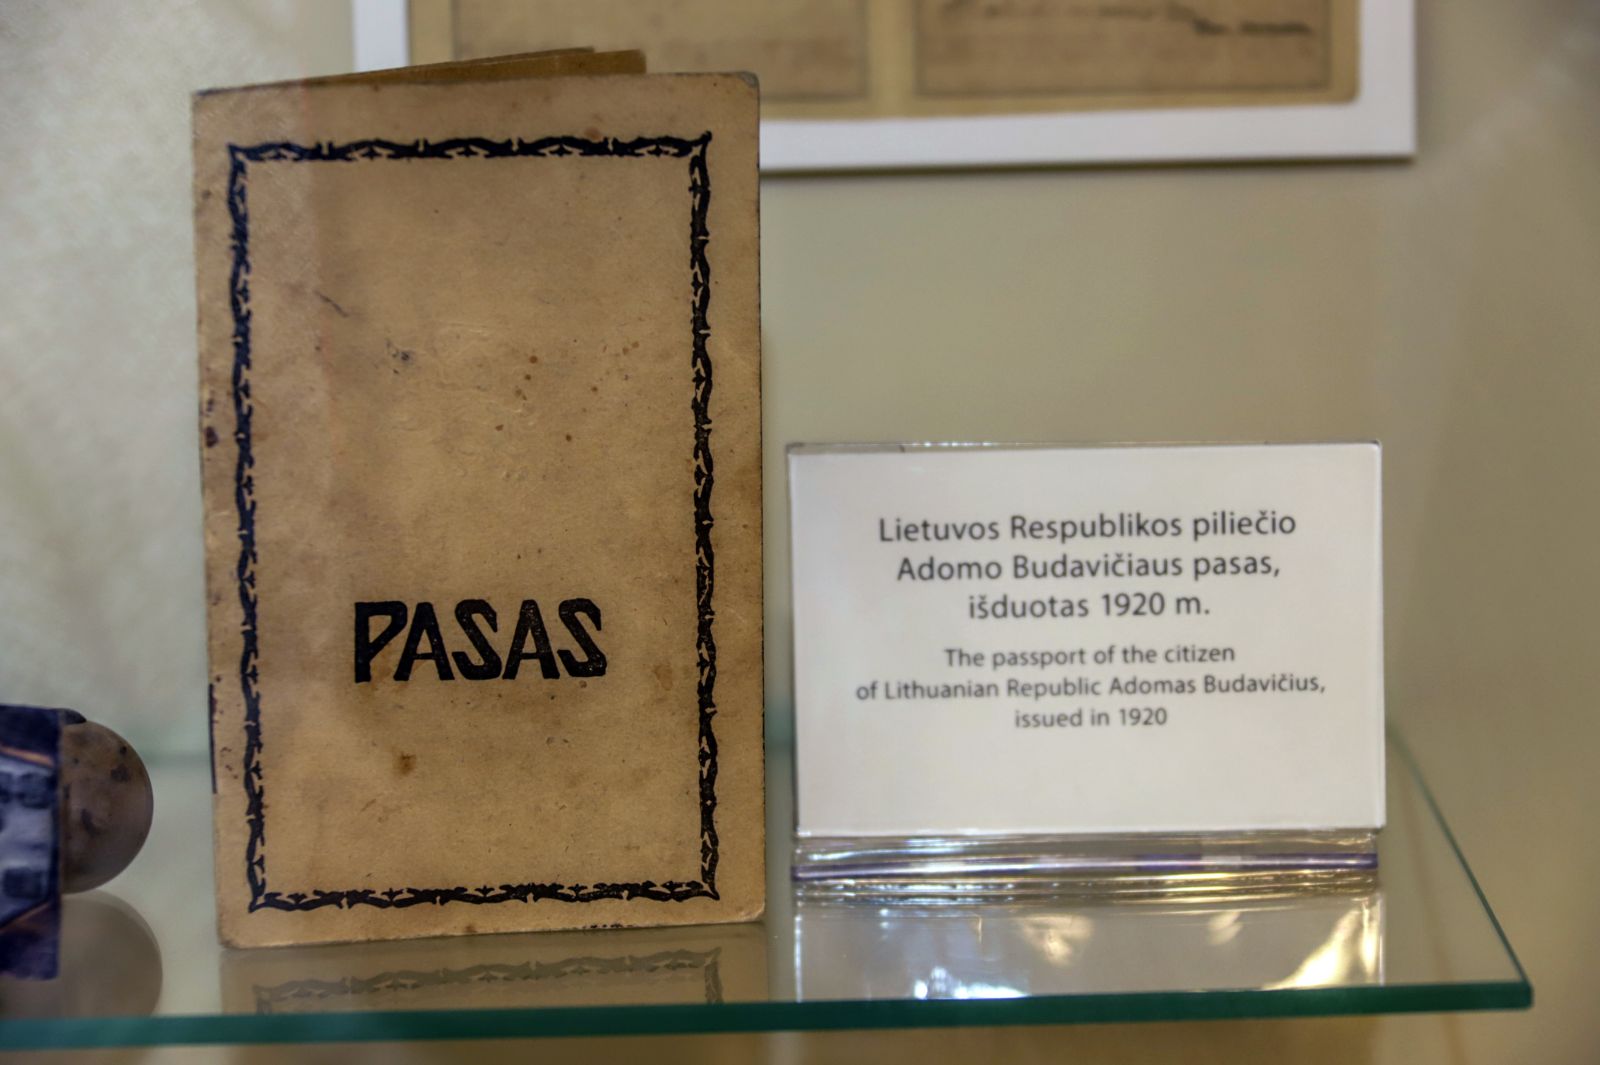 PASAS
Lietuvos Respublikos piliečio
Adomo Budavičiaus pasas,
išduotas 1920 m.
The passport of the citizen
of Lithuanian Republic Adomas Budavičius,
issued in 1920